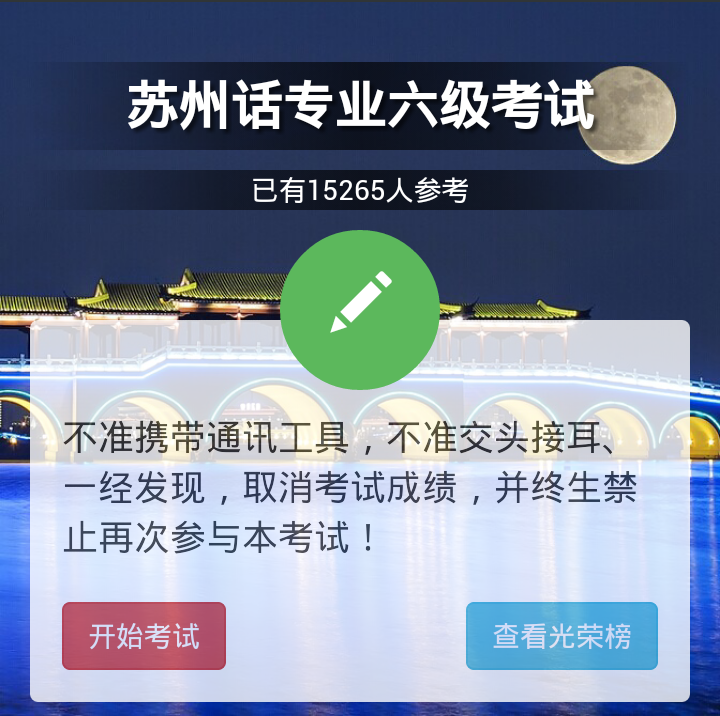 苏州话专业六级考试
已有15265人参考
不准携带通讯工具，不准交头接耳、
一经发现，取消考试成绩，并终生禁
止再次参与本考试！
开始考试
查看光荣榜